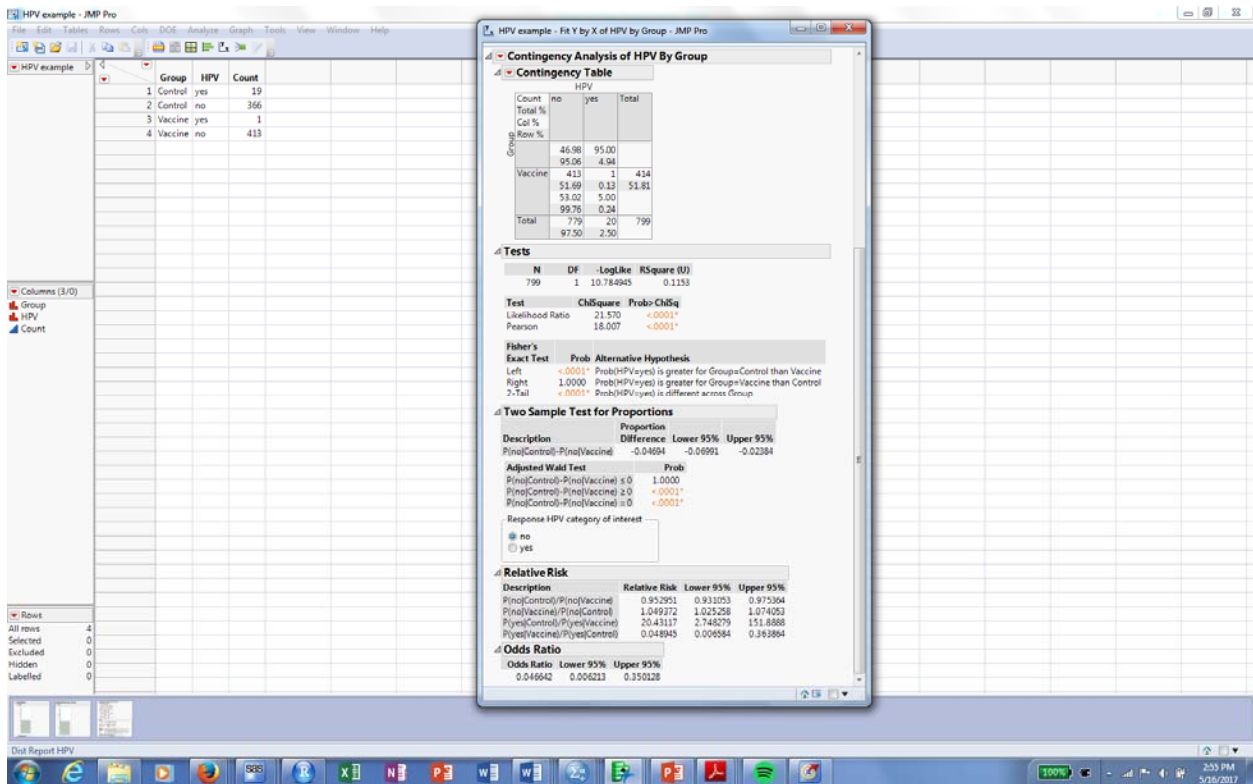 HPV example - JMP Pro
File Edit Tables Rows Cols DOE Analyze Graph Tools View Window Help
HPV example
Group HPV Count
1 Control yes 19
2 Control no 366
3 Vaccine yes 1
4 Vaccine no 413
Columns (3/0)
Group
HPV
Count
Rows
All rows 4
Selected 0
Excluded 0
Hidden 0
Labelled 0
HPV example - Fit Y by X of HPV by Group - JMP Pro
Contingency Analysis of HPV By Group
Contingency Table
HPV
Group
Count no yes Total
Total %
Col %
Row %
46.98 95.00
95.06 4.94
Vaccine 413 1 414
51.69 0.13 51.81
53.02 5.00
99.76 0.24
Total 779 20 799
97.50 2.50
Tests
N DF -LogLike RSquare (U)
799 1 10.784945 0.1153
Test ChiSquare Prob>ChiSq
Likelihood Ratio 21.570 <.0001*
Pearson 18.007 <.0001*
Fisher's
Exact Test Prob Alternative Hypothesis
Left <.0001* Prob(HPV=yes) is greater for Group=Control than Vaccine
Right 1.0000 Prob(HPV=yes) is greater for Group=Vaccine than Control
2-Tail <.0001* Prob(HPV=yes) is different across Group
Two Sample Test for Proportions
Proportion
Description Difference Lower 95% Upper 95%
P(no|Control)-P(no|Vaccine) -0.04694 -0.06991 -0.02384
Adjusted Wald Test Prob
P(no|Control)-P(no|Vaccine) ≤ 0 1.0000
P(no|Control)-P(no|Vaccine) ≥ 0 <.0001*
P(no|Control)-P(no|Vaccine) = 0 <.0001*
Response HPV category of interest
no
yes
Relative Risk
Description Relative Risk Lower 95% Upper 95%
P(no|Control)/P(no|Vaccine) 0.952951 0.931053 0.975364
P(no|Vaccine)/P(no|Control) 1.049372 1.025258 1.074053
P(yes|Control)/P(yes|Vaccine) 20.43117 2.748279 151.8888
P(yes|Vaccine)/P(yes|Control) 0.048945 0.006584 0.363864
Odds Ratio
Odds Ratio Lower 95% Upper 95%
0.046642 0.006213 0.350128
Dist Report HPV
SAS
R
100%
2:55 PM
5/16/2017